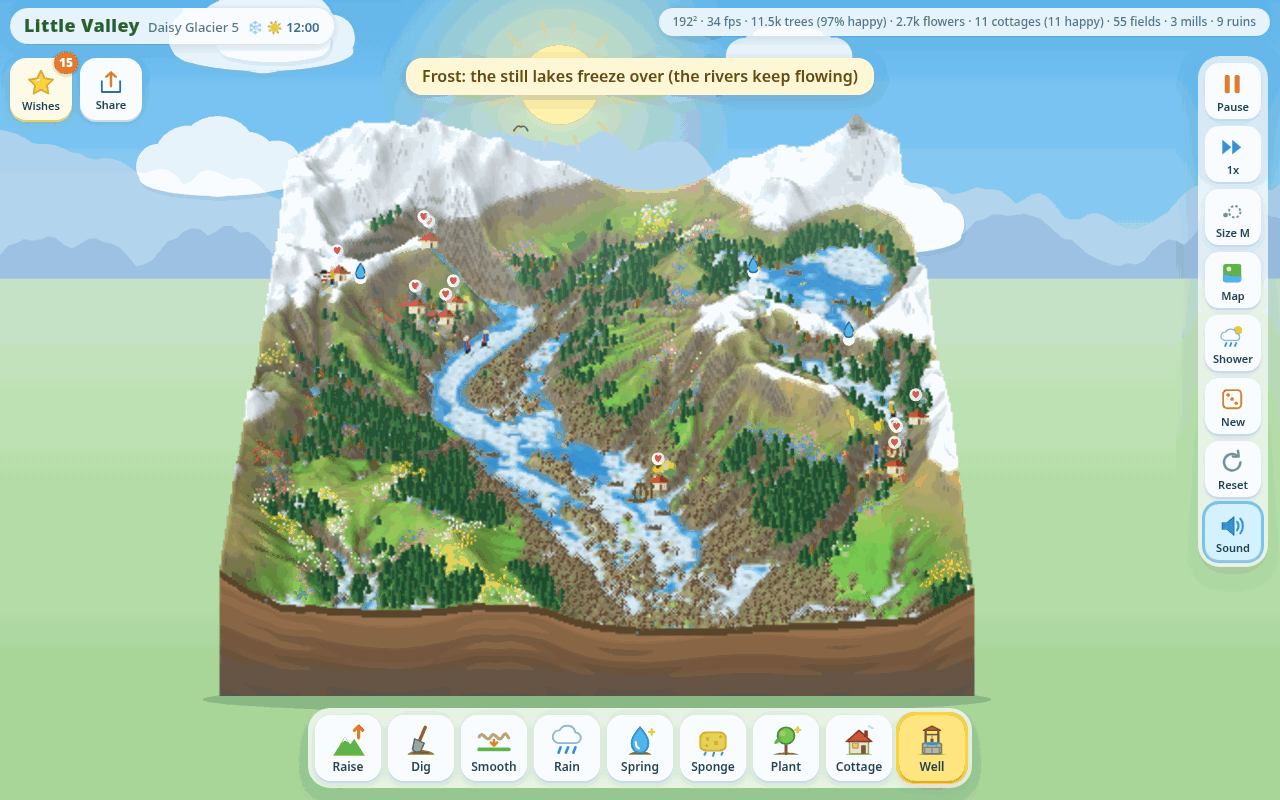 Little Valley Daisy Glacier 5 ❄️ ☀️ 12:00
192² · 34 fps · 11.5k trees (97% happy) · 2.7k flowers · 11 cottages (11 happy) · 55 fields · 3 mills · 9 ruins
15
Wishes
Share
Frost: the still lakes freeze over (the rivers keep flowing)
Pause
1x
Size M
Map
Shower
New
Reset
Sound
Raise
Dig
Smooth
Rain
Spring
Sponge
Plant
Cottage
Well